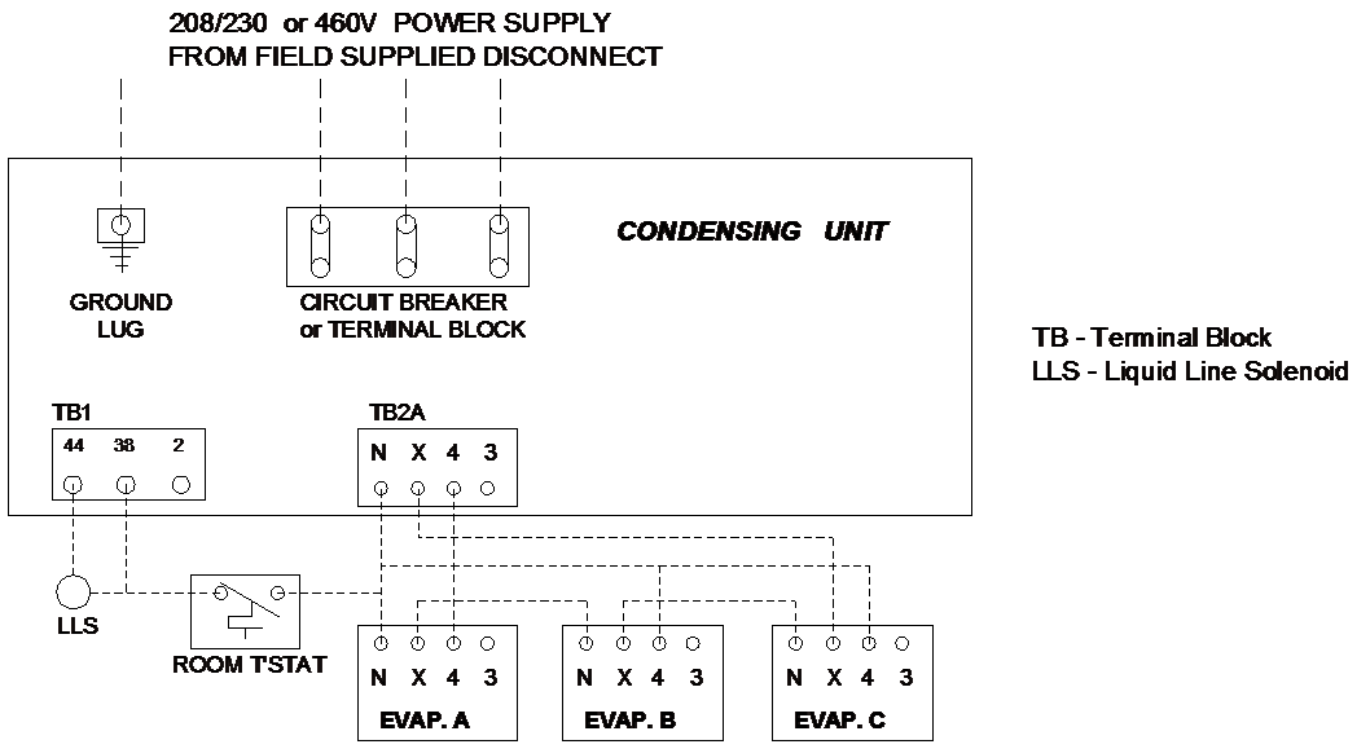 208/230 or 460V POWER SUPPLY
FROM FIELD SUPPLIED DISCONNECT
CONDENSING UNIT
GROUND
LUG
CIRCUIT BREAKER
or TERMINAL BLOCK
TB - Terminal Block
LLS - Liquid Line Solenoid
TB1
44 38 2
TB2A
N X 4 3
LLS
ROOM T'STAT
N X 4 3
EVAP. A
N X 4 3
EVAP. B
N X 4 3
EVAP. C